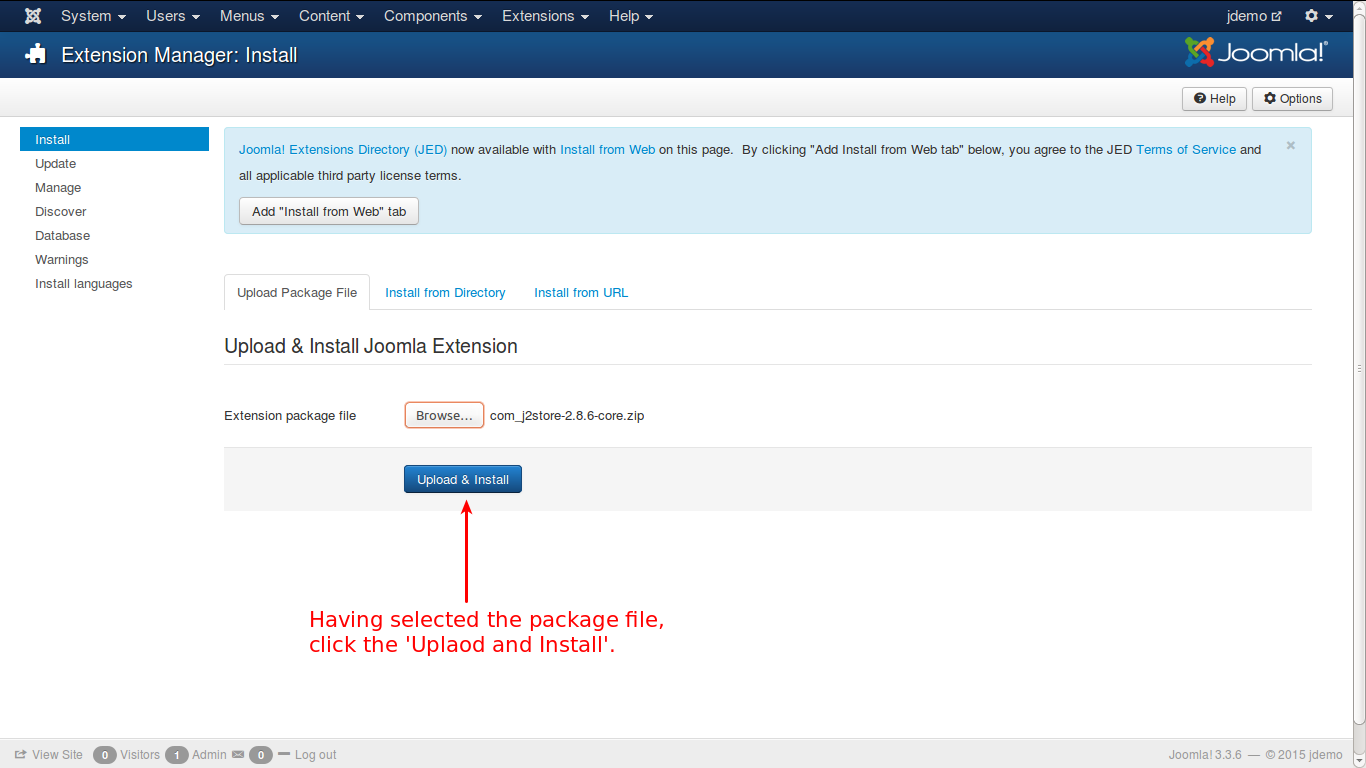 System Users Menus Content Components Extensions Help jdemo
Extension Manager: Install Joomla!®
Help Options
Install
Update
Manage
Discover
Database
Warnings
Install languages
Joomla! Extensions Directory (JED) now available with Install from Web on this page. By clicking "Add Install from Web tab" below, you agree to the JED Terms of Service and
all applicable third party license terms.
×
Add "Install from Web" tab
Upload Package File Install from Directory Install from URL
Upload & Install Joomla Extension
Extension package file Browse... com_j2store-2.8.6-core.zip
Upload & Install
Having selected the package file,
click the 'Uplaod and Install'.
View Site 0 Visitors 1 Admin 0 Log out Joomla! 3.3.6 — © 2015 jdemo